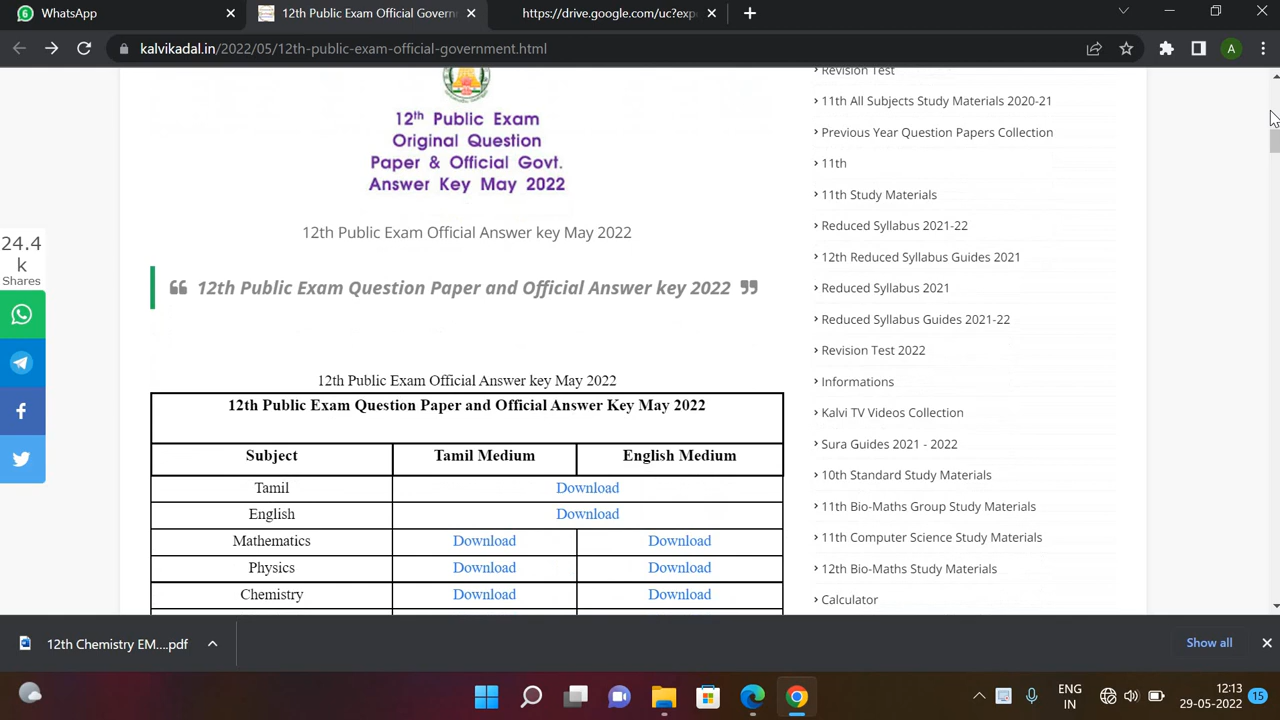 6
WhatsApp
12th Public Exam Official Govern
https://drive.google.com/uc?exp
kalvikadal.in/2022/05/12th-public-exam-official-government.html
A
12th Public Exam
Original Question
Paper & Official Govt.
Answer Key May 2022
12th Public Exam Official Answer key May 2022
12th Public Exam Question Paper and Official Answer key 2022
12th Public Exam Official Answer key May 2022
12th Public Exam Question Paper and Official Answer Key May 2022
Subject Tamil Medium English Medium
Tamil Download
English Download
Mathematics Download Download
Physics Download Download
Chemistry Download Download
24.4
k
Shares
Revision Test
11th All Subjects Study Materials 2020-21
Previous Year Question Papers Collection
11th
11th Study Materials
Reduced Syllabus 2021-22
12th Reduced Syllabus Guides 2021
Reduced Syllabus 2021
Reduced Syllabus Guides 2021-22
Revision Test 2022
Informations
Kalvi TV Videos Collection
Sura Guides 2021 - 2022
10th Standard Study Materials
11th Bio-Maths Group Study Materials
11th Computer Science Study Materials
12th Bio-Maths Study Materials
Calculator
12th Chemistry EM....pdf
Show all
ENG
IN
12:13
29-05-2022
15